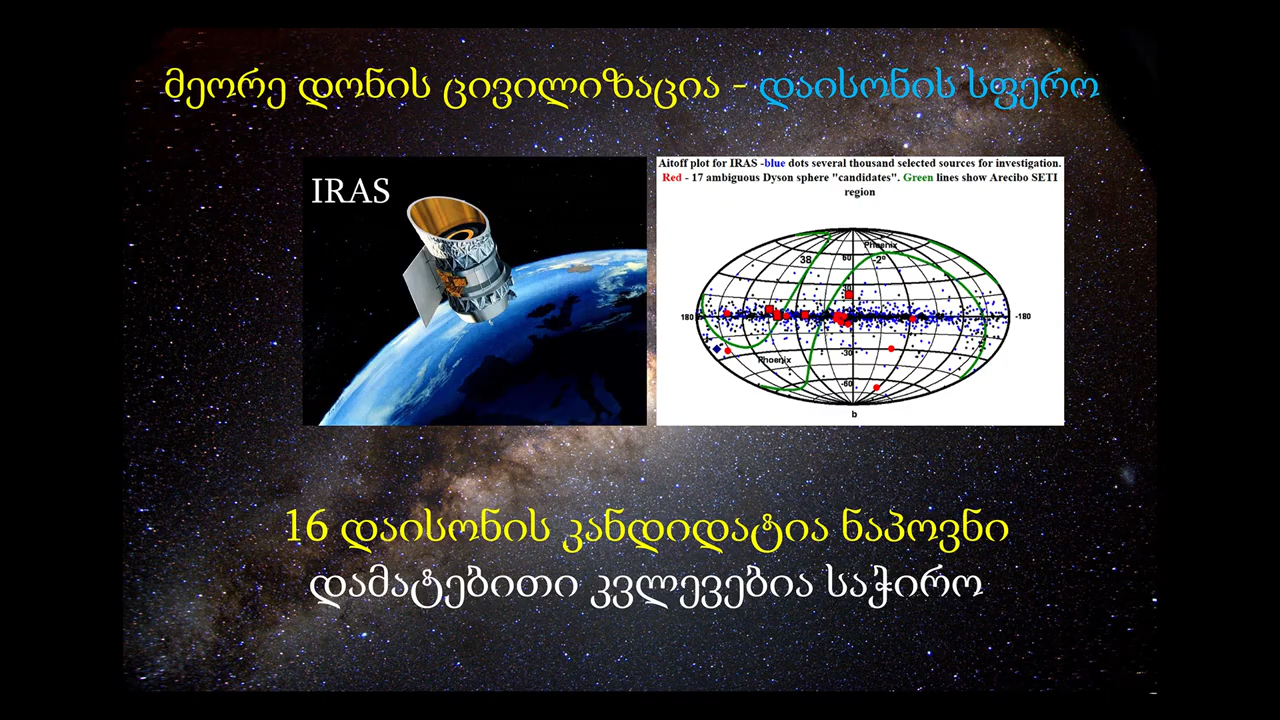 მეორე დონის ცივილიზაცია - დაისონის სფერო
IRAS
Aitoff plot for IRAS -blue dots several thousand selected sources for investigation.
Red - 17 ambiguous Dyson sphere "candidates". Green lines show Arecibo SETI
region
Phoenix
38
60
-2º
30
180
-180
-30
Phoenix
-60
b
16 დაისონის კანდიდატია ნაპოვნი
დამატებითი კვლევებია საჭირო